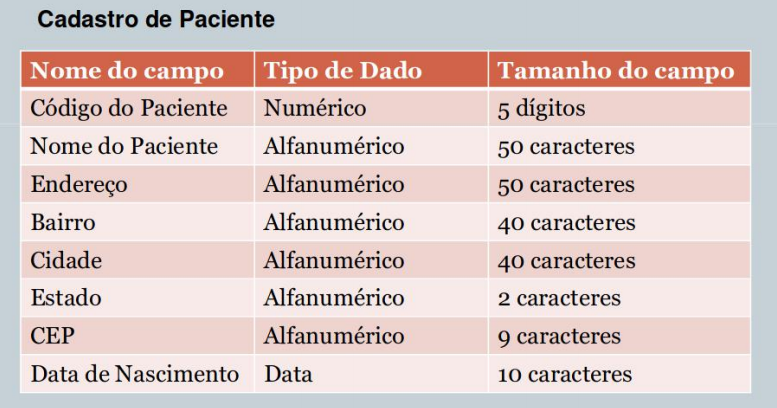 Cadastro de Paciente
Nome do campo Tipo de Dado Tamanho do campo
Código do Paciente Numérico 5 dígitos
Nome do Paciente Alfanumérico 50 caracteres
Endereço Alfanumérico 50 caracteres
Bairro Alfanumérico 40 caracteres
Cidade Alfanumérico 40 caracteres
Estado Alfanumérico 2 caracteres
CEP Alfanumérico 9 caracteres
Data de Nascimento Data 10 caracteres